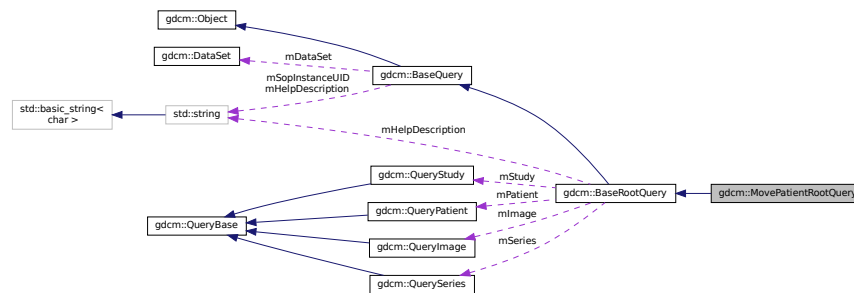 gdcm::Object
gdcm::DataSet
mDataSet
gdcm::BaseQuery
mSopInstanceUID
mHelpDescription
std::basic_string<
char >
std::string
mHelpDescription
gdcm::QueryStudy
mStudy
gdcm::BaseRootQuery
gdcm::MovePatientRootQuery
mPatient
gdcm::QueryPatient
mImage
gdcm::QueryBase
gdcm::QueryImage
mSeries
gdcm::QuerySeries